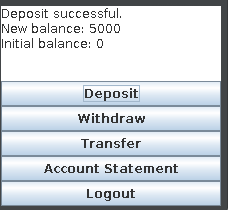 Deposit successful.
New balance: 5000
Initial balance: 0
Deposit
Withdraw
Transfer
Account Statement
Logout